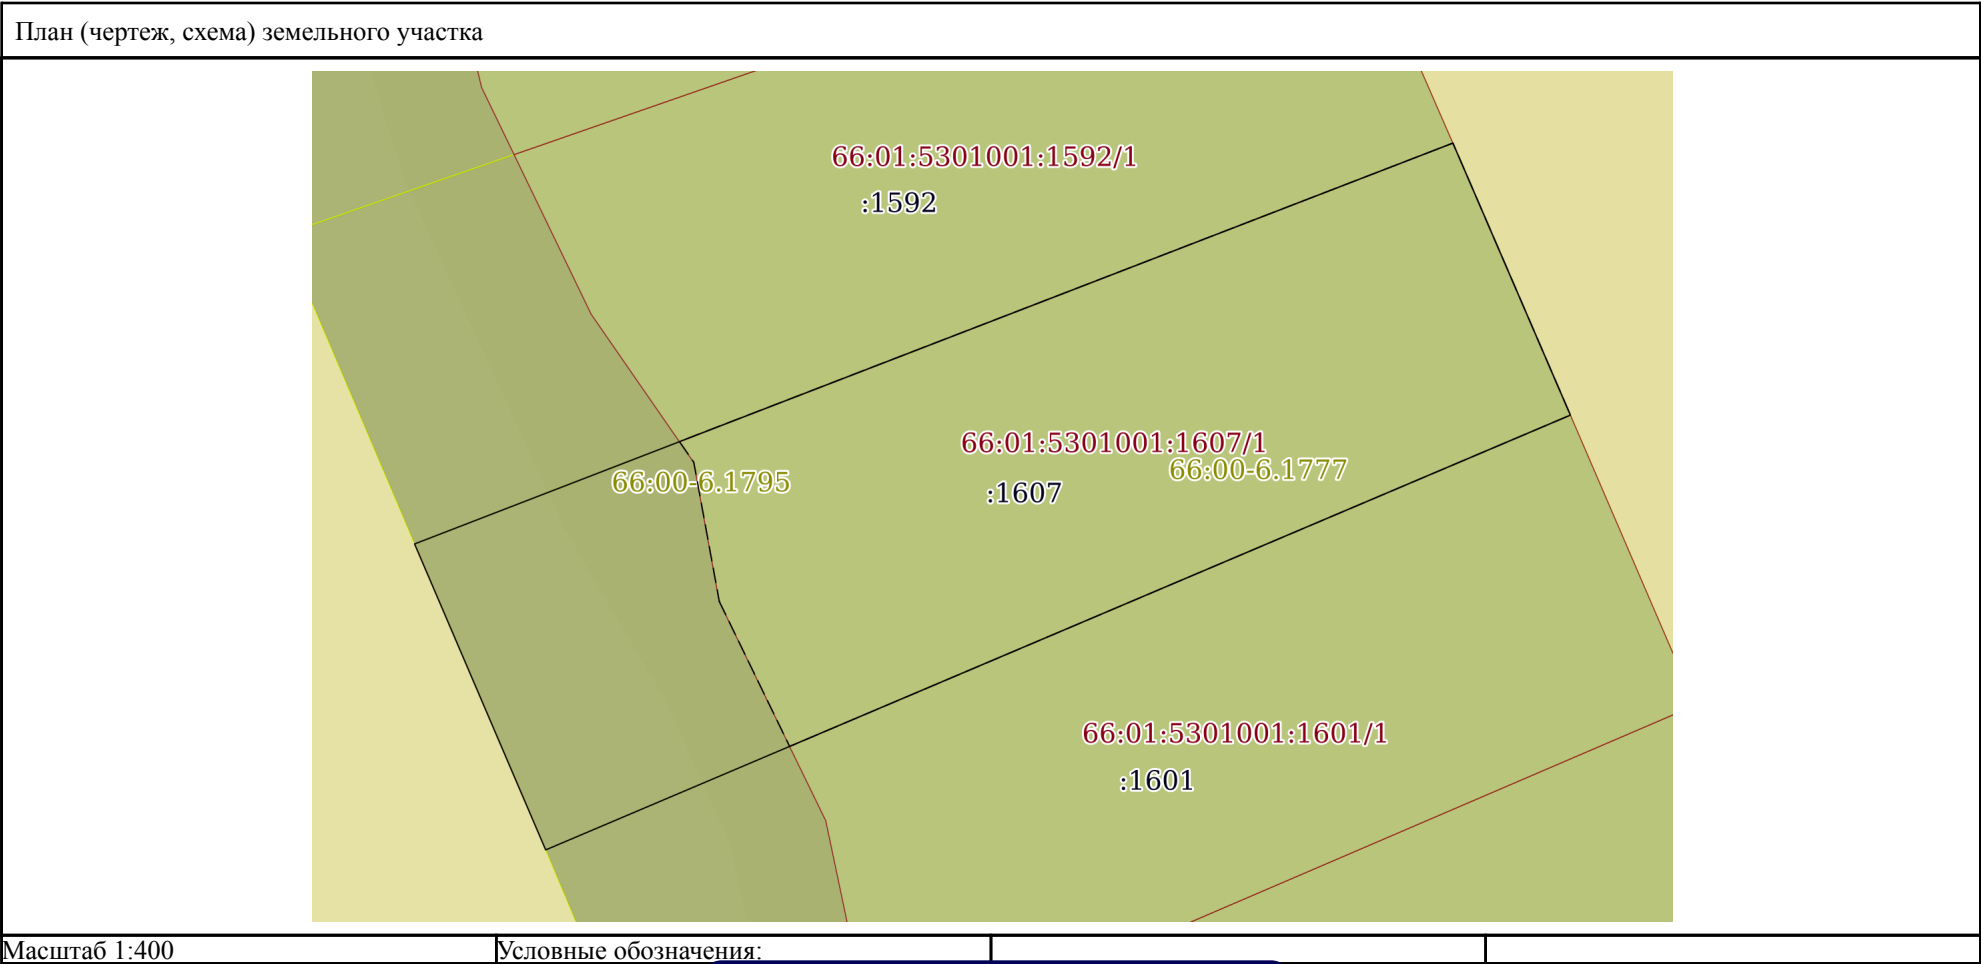 План (чертеж, схема) земельного участка
66:01:5301001:1592/1
:1592
66:01:5301001:1607/1
66:00-6.1777
66:00-6.1795
:1607
66:01:5301001:1601/1
:1601
Масштаб 1:400
Условные обозначения: